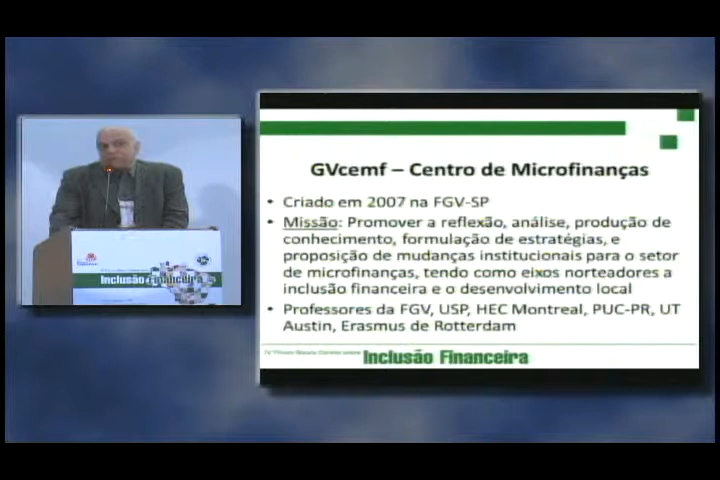 GVcemf – Centro de Microfinanças
• Criado em 2007 na FGV-SP
• Missão: Promover a reflexão, análise, produção de
conhecimento, formulação de estratégias, e
proposição de mudanças institucionais para o setor
de microfinanças, tendo como eixos norteadores a
inclusão financeira e o desenvolvimento local
• Professores da FGV, USP, HEC Montreal, PUC-PR, UT
Austin, Erasmus de Rotterdam
Inclusão Financeira
Inclusão Financeira